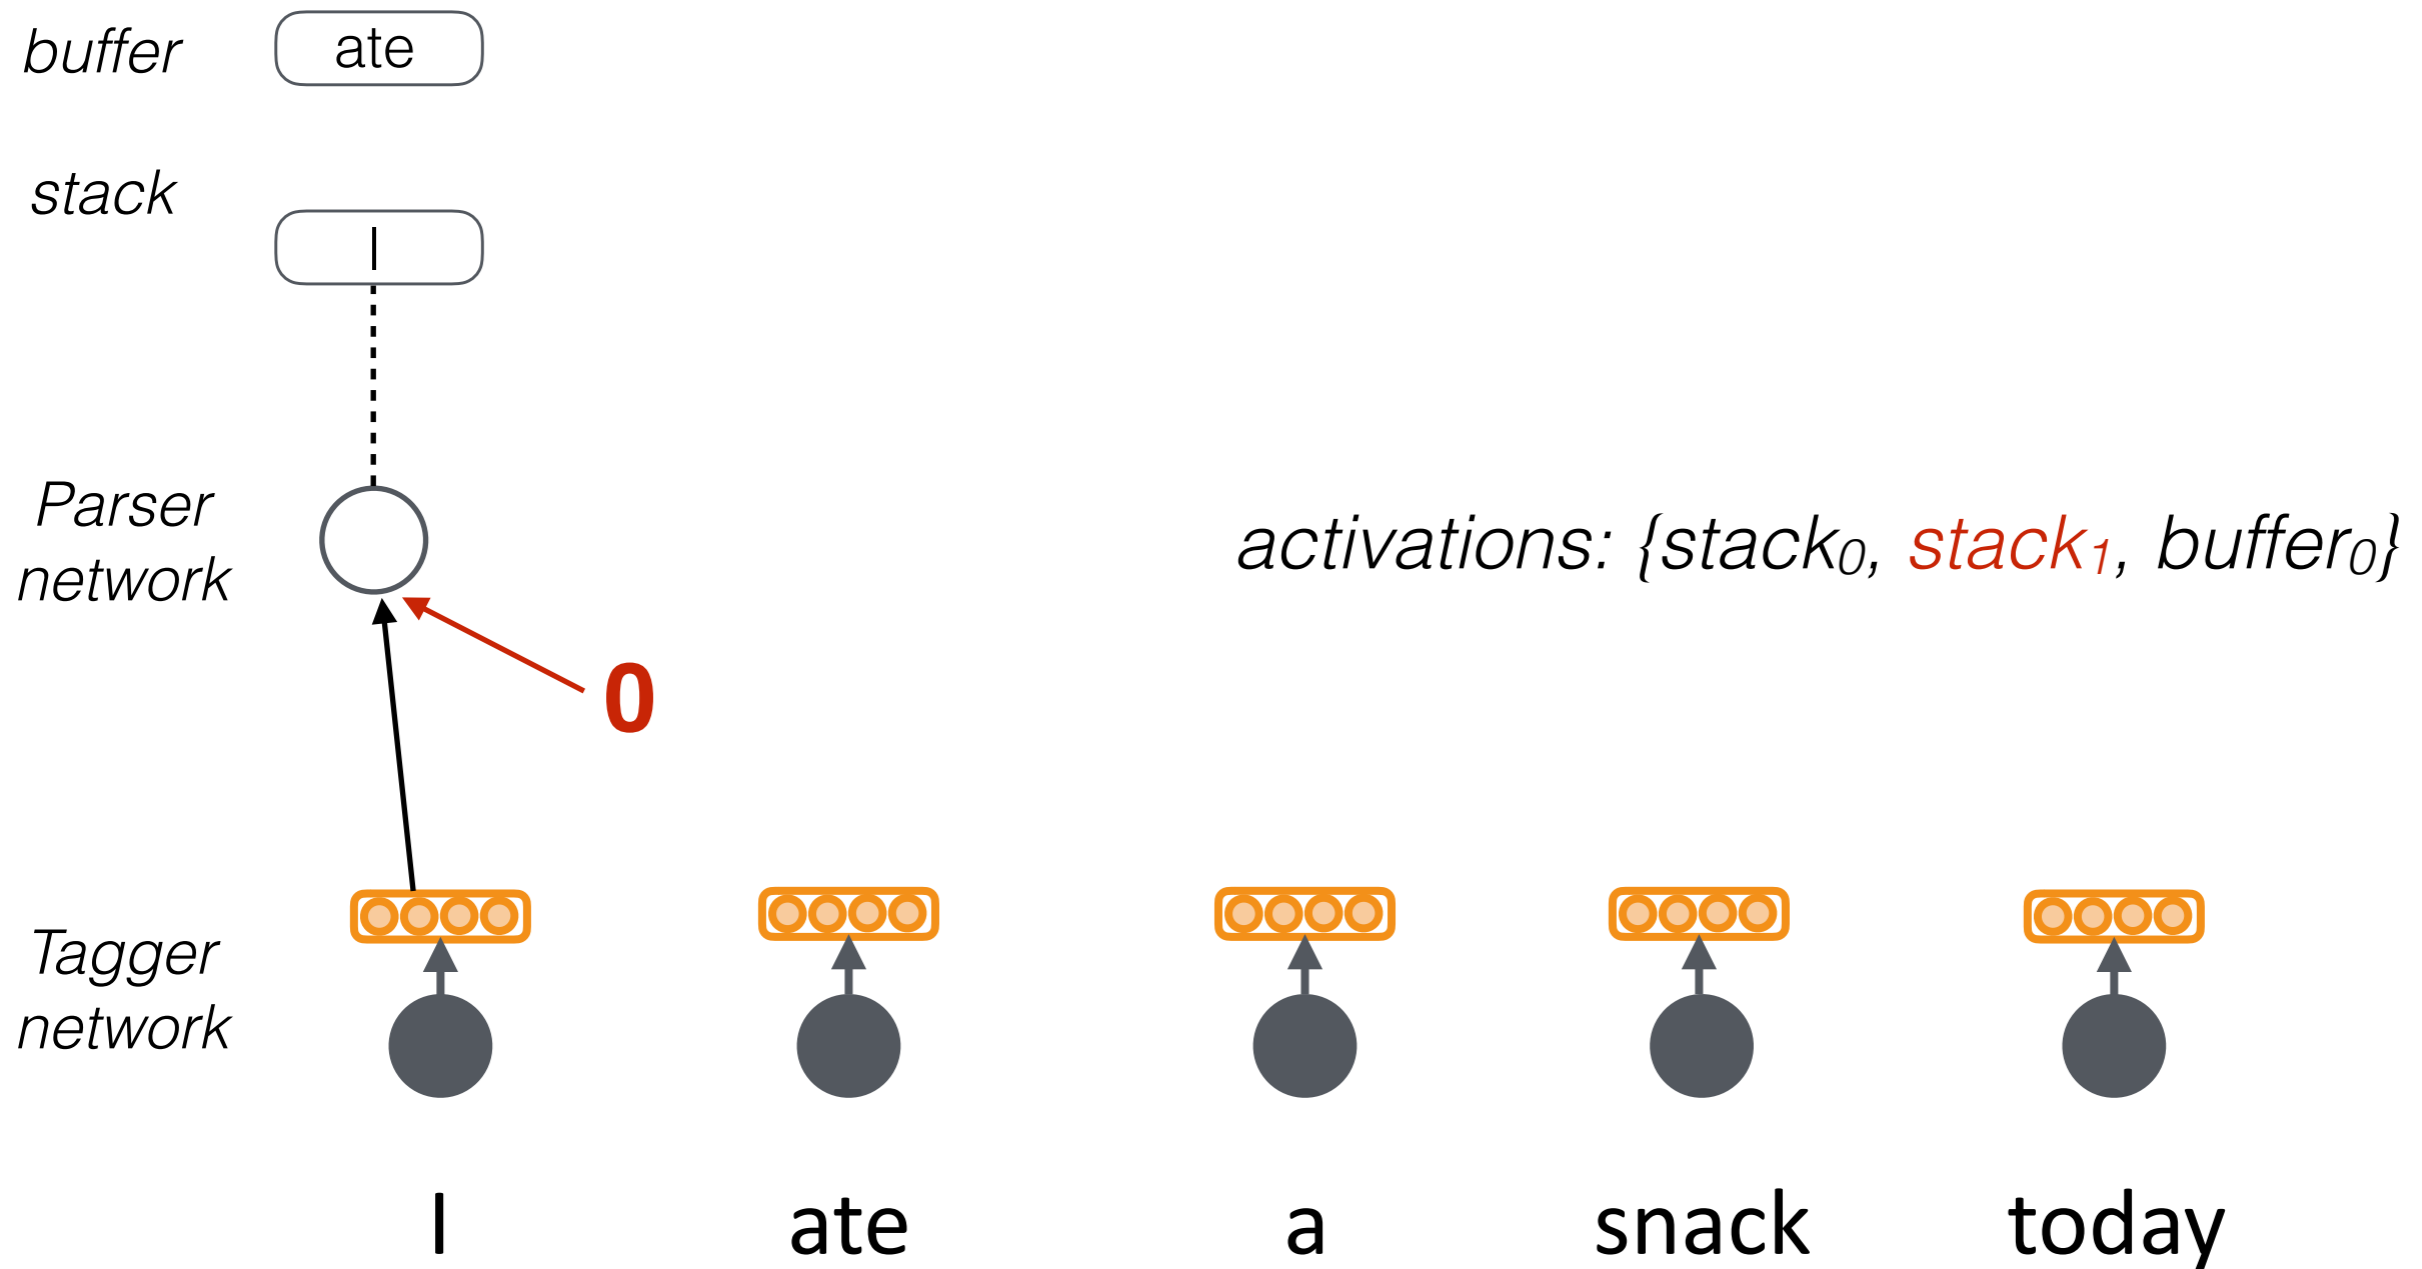 buffer ate
stack
I
Parser
network
activations: {stack₀, stack₁, buffer₀}
0
Tagger
network
I ate a snack today